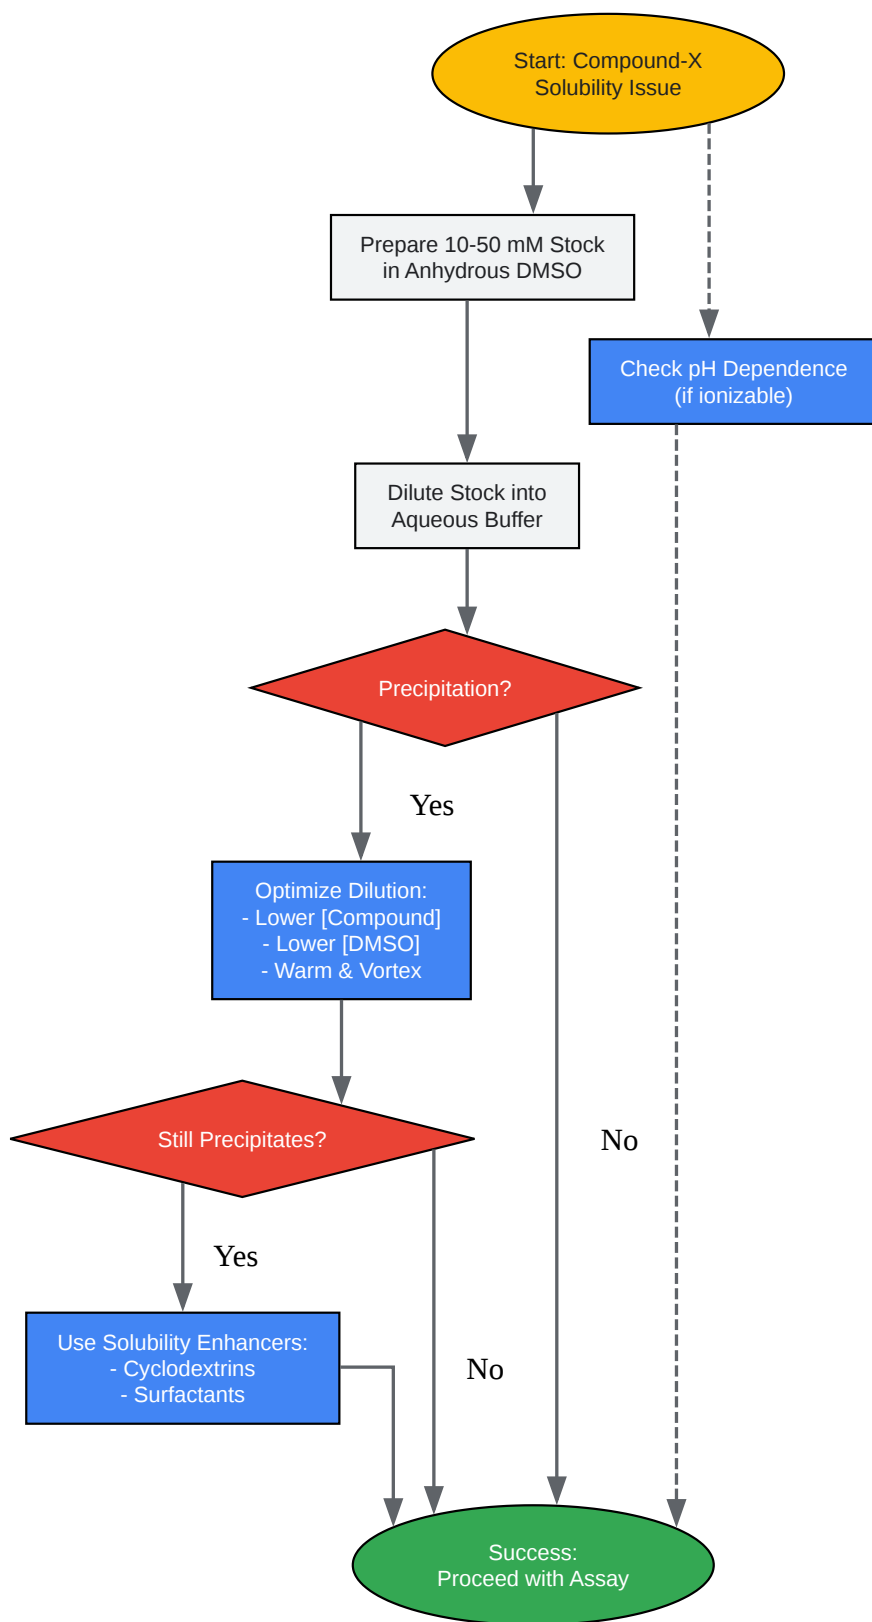 Start: Compound-X
Solubility Issue
Prepare 10-50 mM Stock
in Anhydrous DMSO
Check pH Dependence
(if ionizable)
Dilute Stock into
Aqueous Buffer
Precipitation?
Yes
Optimize Dilution:
- Lower [Compound]
- Lower [DMSO]
- Warm & Vortex
Still Precipitates?
No
Yes
Use Solubility Enhancers:
- Cyclodextrins
- Surfactants
No
Success:
Proceed with Assay